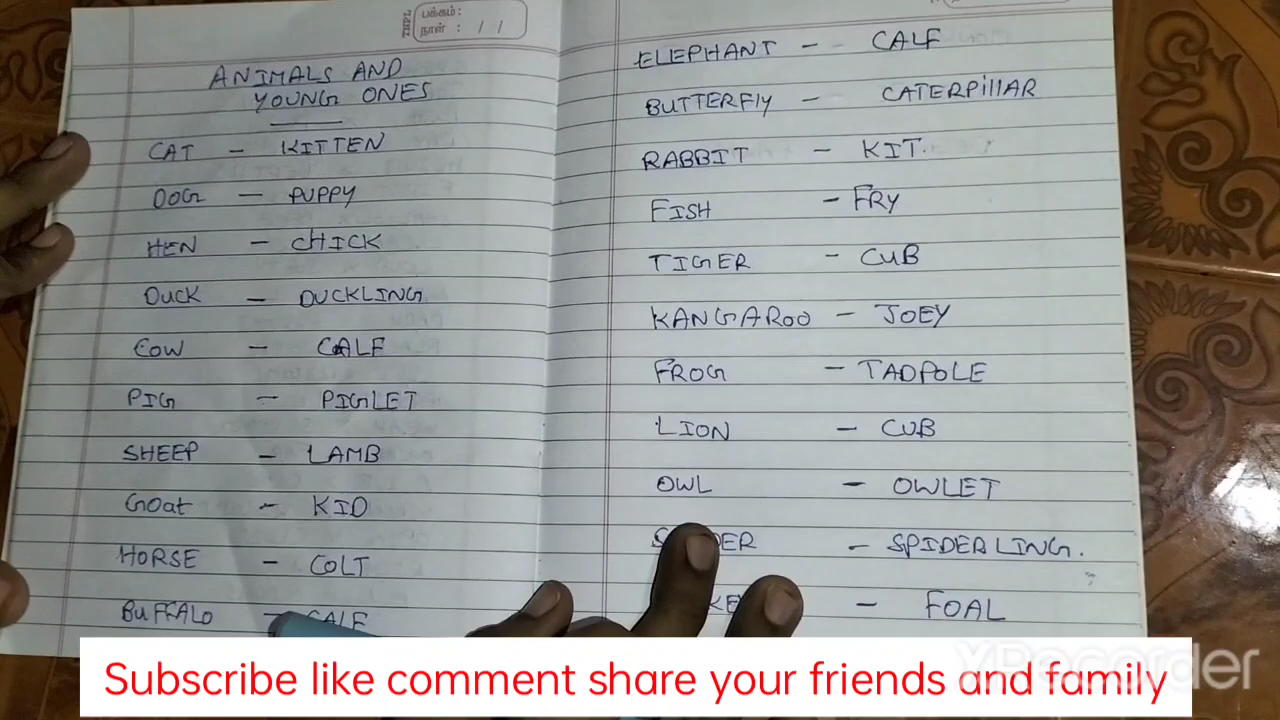 பக்கம் :
நாள் : / /
ANIMALS AND
YOUNG ONES
CAT - KITTEN
DOG - PUPPY
HEN - CHICK
DUCK - DUCKLING
COW - CALF
PIG - PIGLET
SHEEP - LAMB
GOat - KID
HORSE - COLT
BUFFALO - CALF
ELEPHANT - CALF
BUTTERFly - CATERPillAR
RABBIT - KIT.
FISH - FRY
TIGER - CUB
KANGAROO - JOEY
FROG - TADPOLE
LION - CUB
OWL - OWLET
- SPIDERLING.
- FOAL
XRecorder
Subscribe like comment share your friends and family